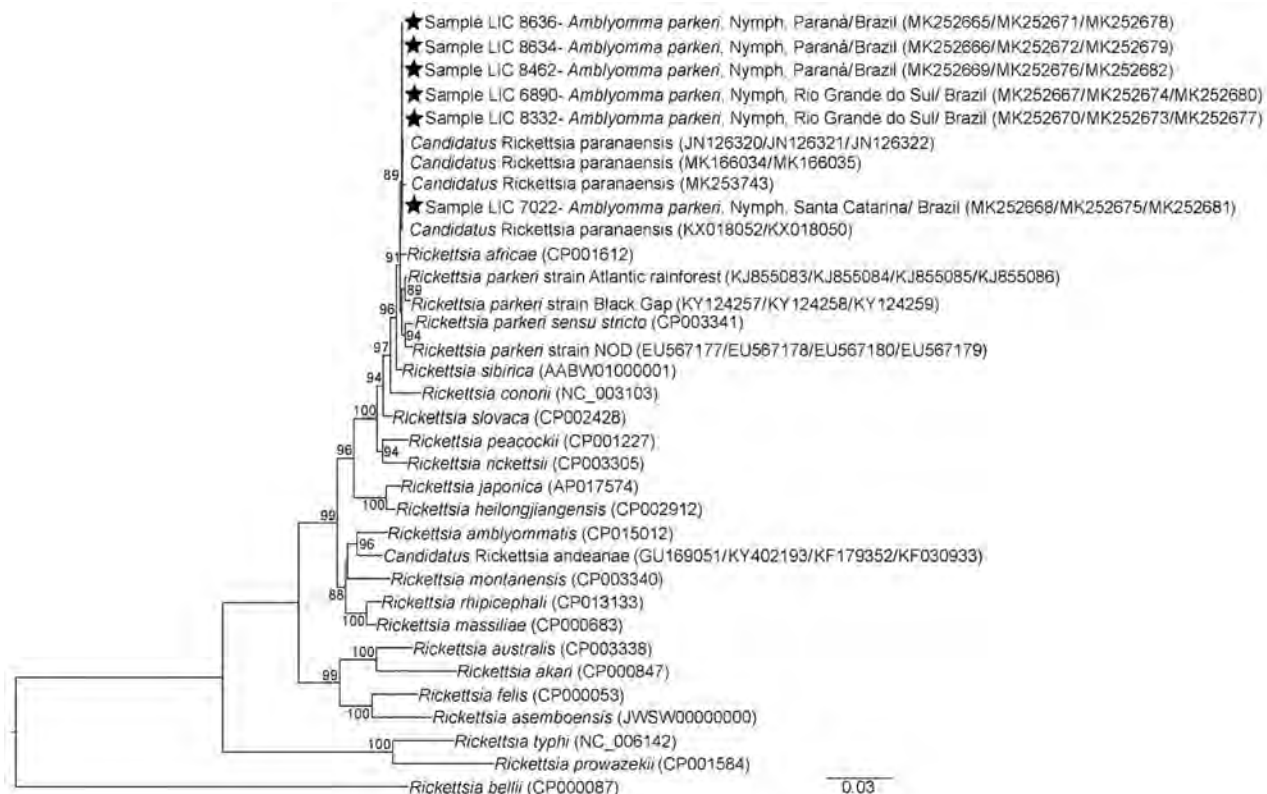 ★Sample LIC 8636- Amblyomma parkeri, Nymph, Paraná/Brazil (MK252665/MK252671/MK252678)
★Sample LIC 8634- Amblyomma parkeri, Nymph, Paraná/Brazil (MK252666/MK252672/MK252679)
★Sample LIC 8462- Amblyomma parkeri, Nymph, Paraná/Brazil (MK252669/MK252676/MK252682)
★Sample LIC 6890- Amblyomma parkeri, Nymph, Rio Grande do Sul/ Brazil (MK252667/MK252674/MK252680)
★Sample LIC 8332- Amblyomma parkeri, Nymph, Rio Grande do Sul/ Brazil (MK252670/MK252673/MK252677)
Candidatus Rickettsia paranaensis (JN126320/JN126321/JN126322)
Candidatus Rickettsia paranaensis (MK166034/MK166035)
89
Candidatus Rickettsia paranaensis (MK253743)
★Sample LIC 7022- Amblyomma parkeri, Nymph, Santa Catarina/ Brazil (MK252668/MK252675/MK252681)
Candidatus Rickettsia paranaensis (KX018052/KX018050)
Rickettsia africae (CP001612)
91
Rickettsia parkeri strain Atlantic rainforest (KJ855083/KJ855084/KJ855085/KJ855086)
89
Rickettsia parkeri strain Black Gap (KY124257/KY124258/KY124259)
96
Rickettsia parkeri sensu stricto (CP003341)
94
Rickettsia parkeri strain NOD (EU567177/EU567178/EU567180/EU567179)
97
Rickettsia sibirica (AABW01000001)
94
Rickettsia conorii (NC_003103)
100
Rickettsia slovaca (CP002428)
Rickettsia peacockii (CP001227)
96
94
Rickettsia rickettsii (CP003305)
Rickettsia japonica (AP017574)
100
Rickettsia heilongjiangensis (CP002912)
99
Rickettsia amblyommatis (CP015012)
96
Candidatus Rickettsia andeanae (GU169051/KY402193/KF179352/KF030933)
Rickettsia montanensis (CP003340)
88
Rickettsia rhipicephali (CP013133)
100
Rickettsia massiliae (CP000683)
Rickettsia australis (CP003338)
100
Rickettsia akari (CP000847)
99
Rickettsia felis (CP000053)
100
Rickettsia asemboensis (JWSW00000000)
100
Rickettsia typhi (NC_006142)
Rickettsia prowazekii (CP001584)
Rickettsia bellii (CP000087)
0.03